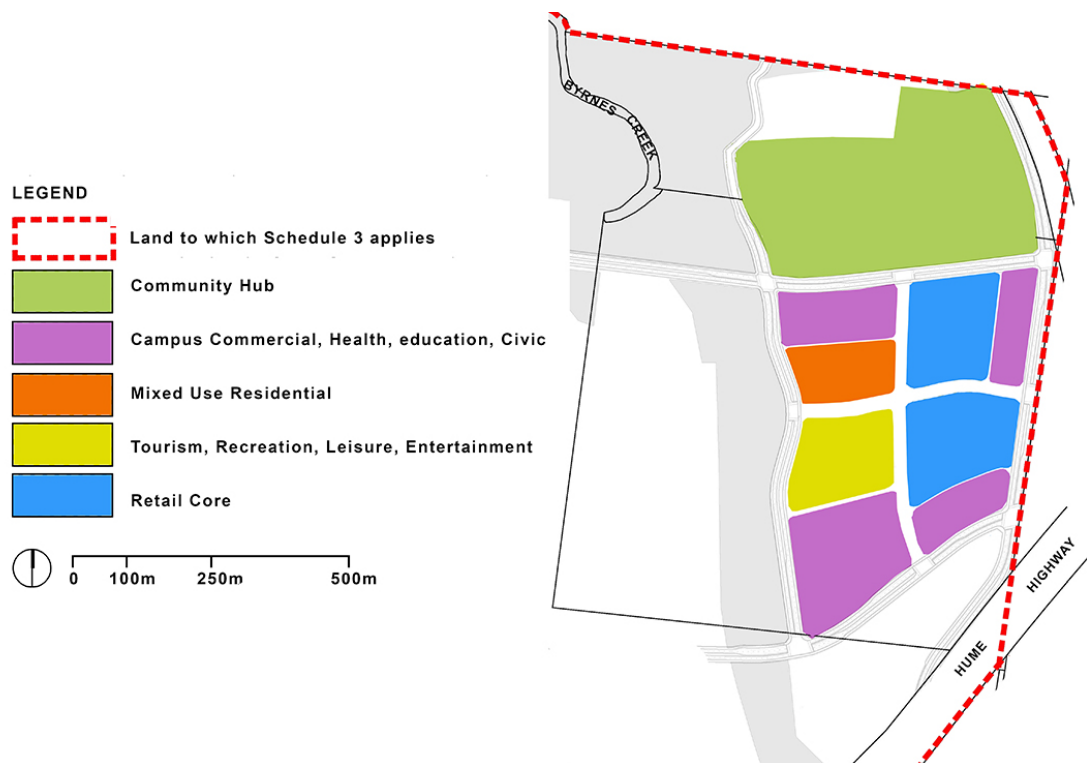 BYRNES
CREEK
LEGEND
Land to which Schedule 3 applies
Community Hub
Campus Commercial, Health, education, Civic
Mixed Use Residential
Tourism, Recreation, Leisure, Entertainment
Retail Core
0 100m 250m 500m
HUME
HIGHWAY